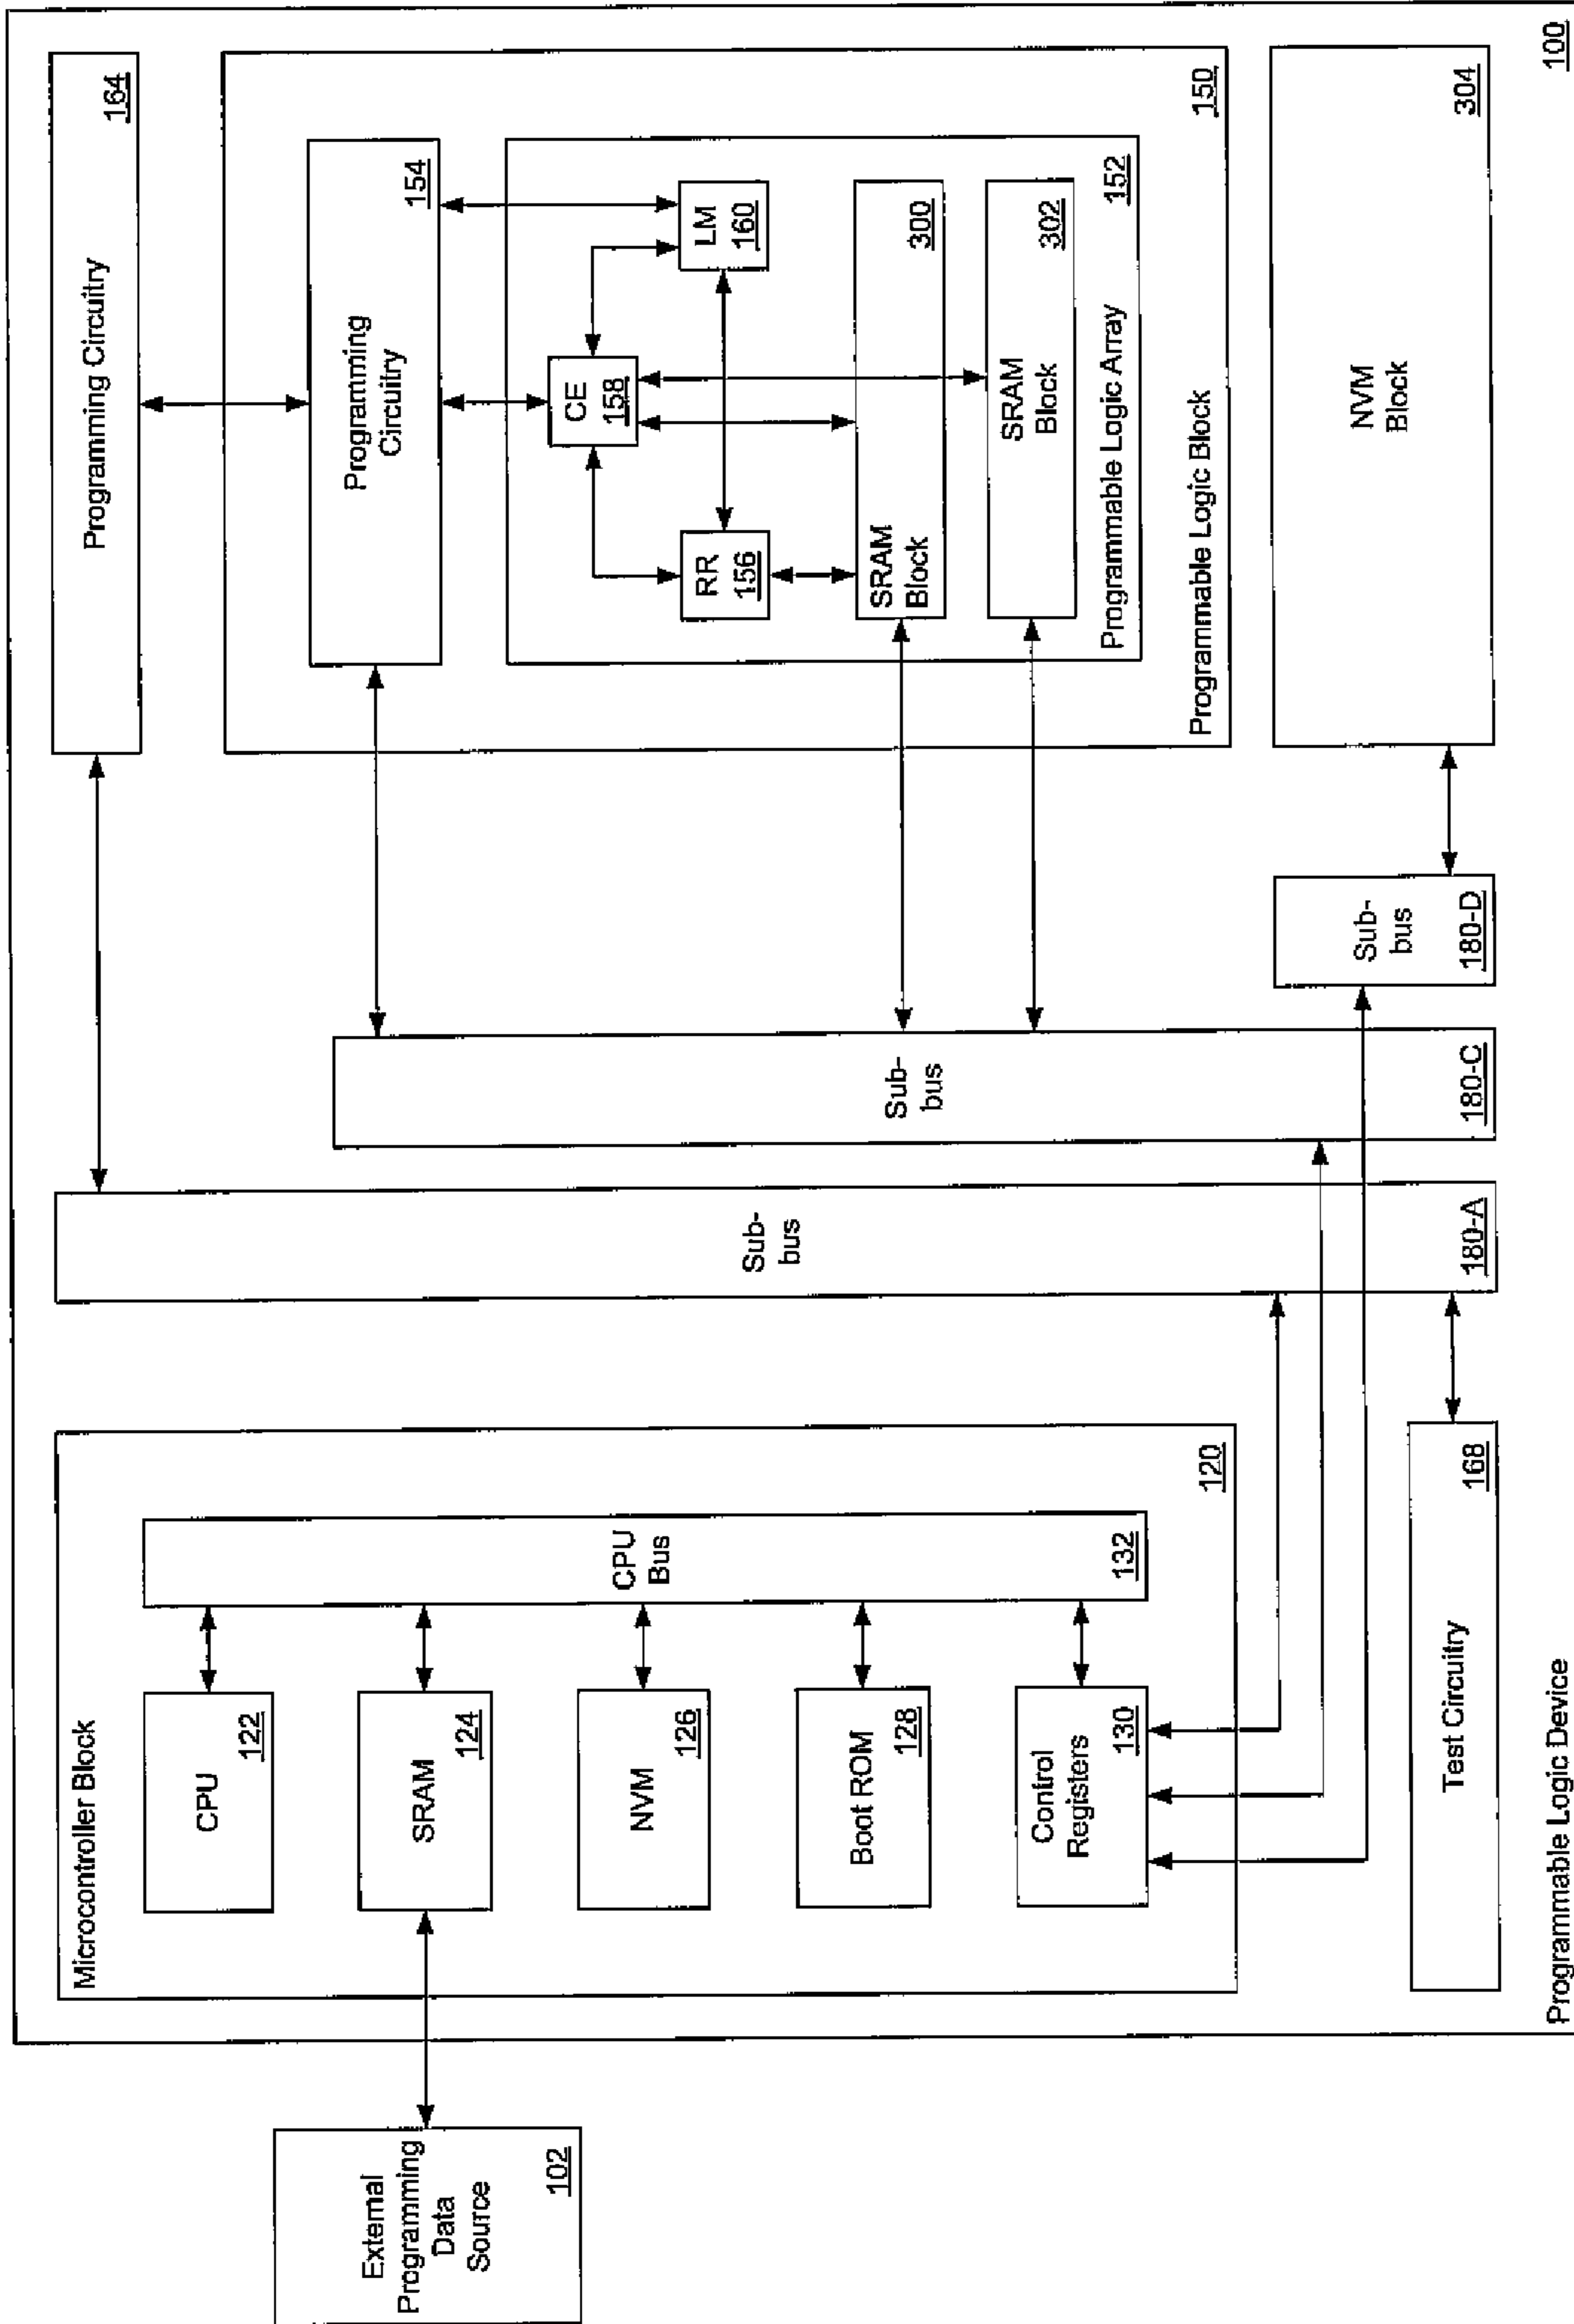 External
Programming
Data
Source
102
Microcontroller Block
CPU
122
SRAM
124
NVM
126
Boot ROM
128
Control
Registers
130
CPU
Bus
132
120
Test Circuitry
168
Programmable Logic Device
Sub-
bus
180-A
Sub-
bus
180-C
Sub-
bus
180-D
Programming Circuitry
164
Programming
Circuitry
154
CE
158
LM
160
RR
156
SRAM
Block
300
SRAM
Block
302
Programmable Logic Array
152
Programmable Logic Block
150
NVM
Block
304
100